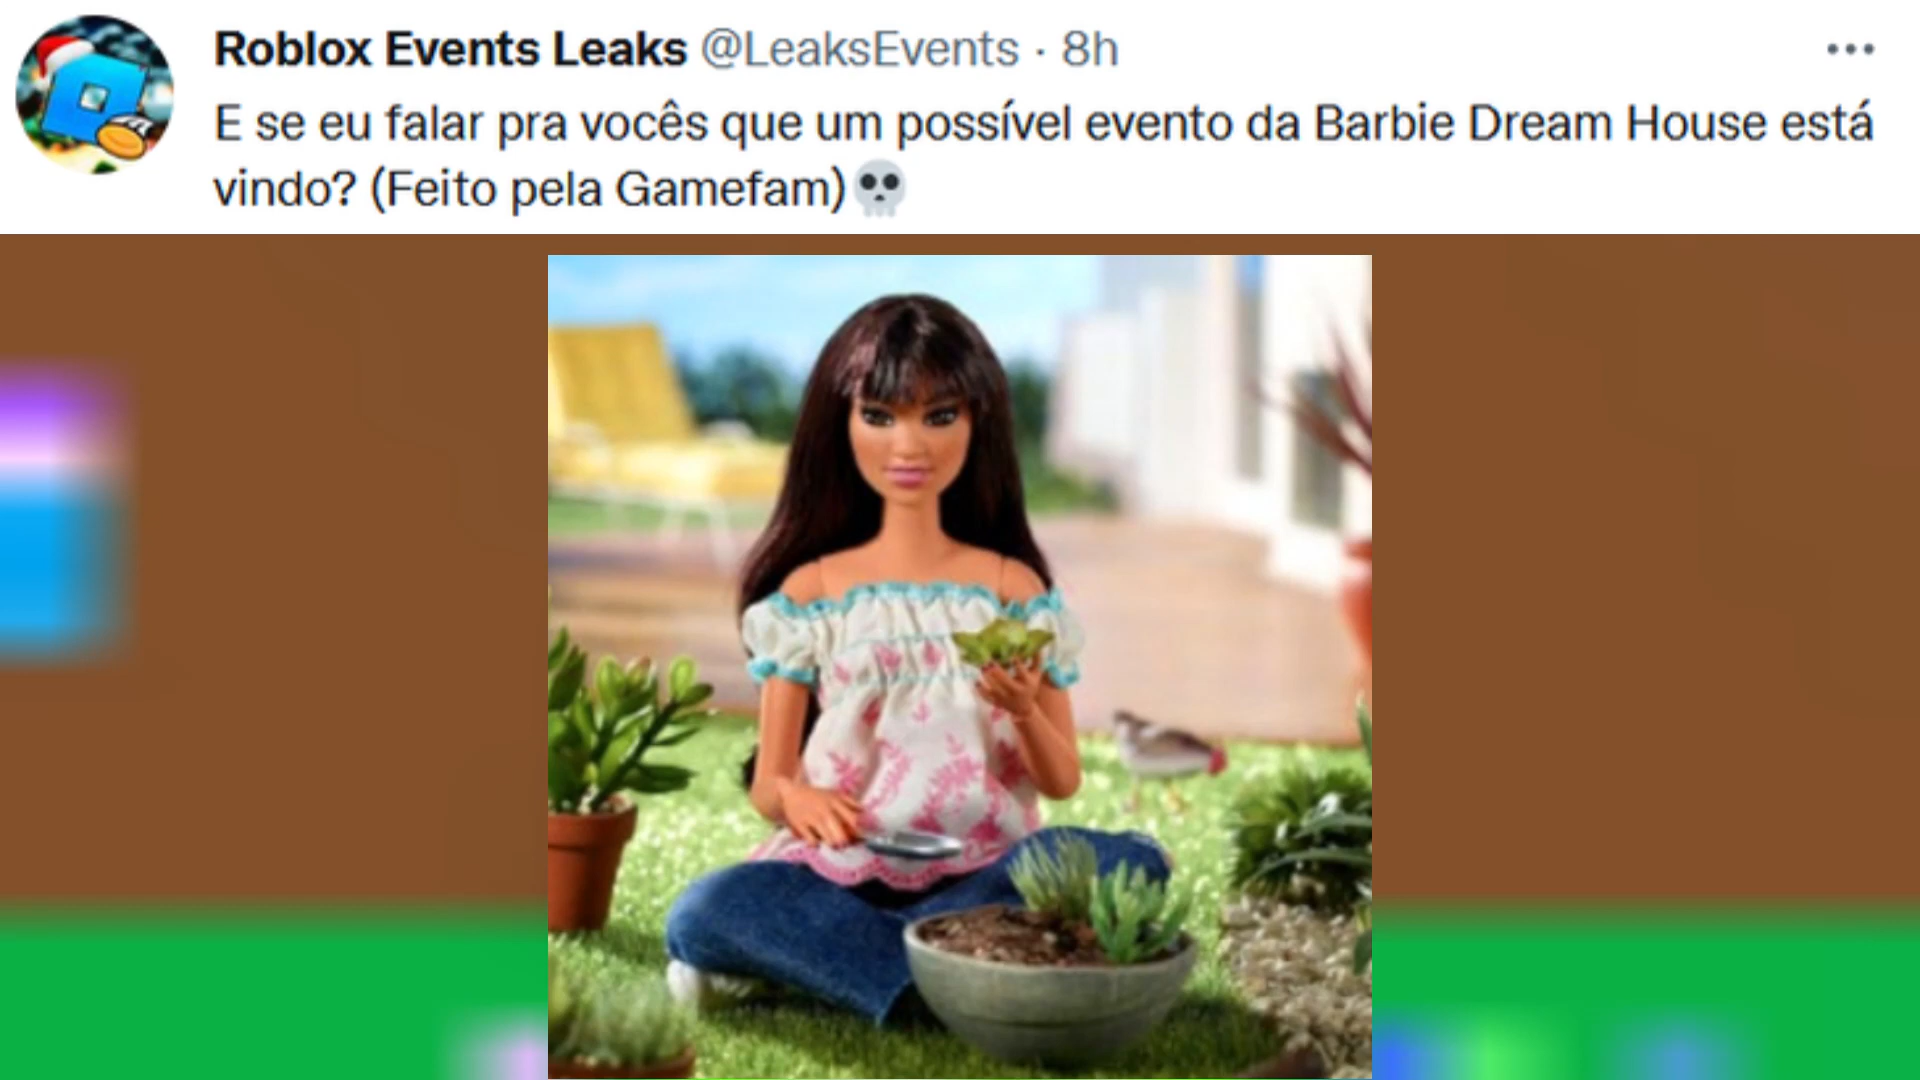 Roblox Events Leaks @LeaksEvents · 8h
E se eu falar pra vocês que um possível evento da Barbie Dream House está
vindo? (Feito pela Gamefam)💀